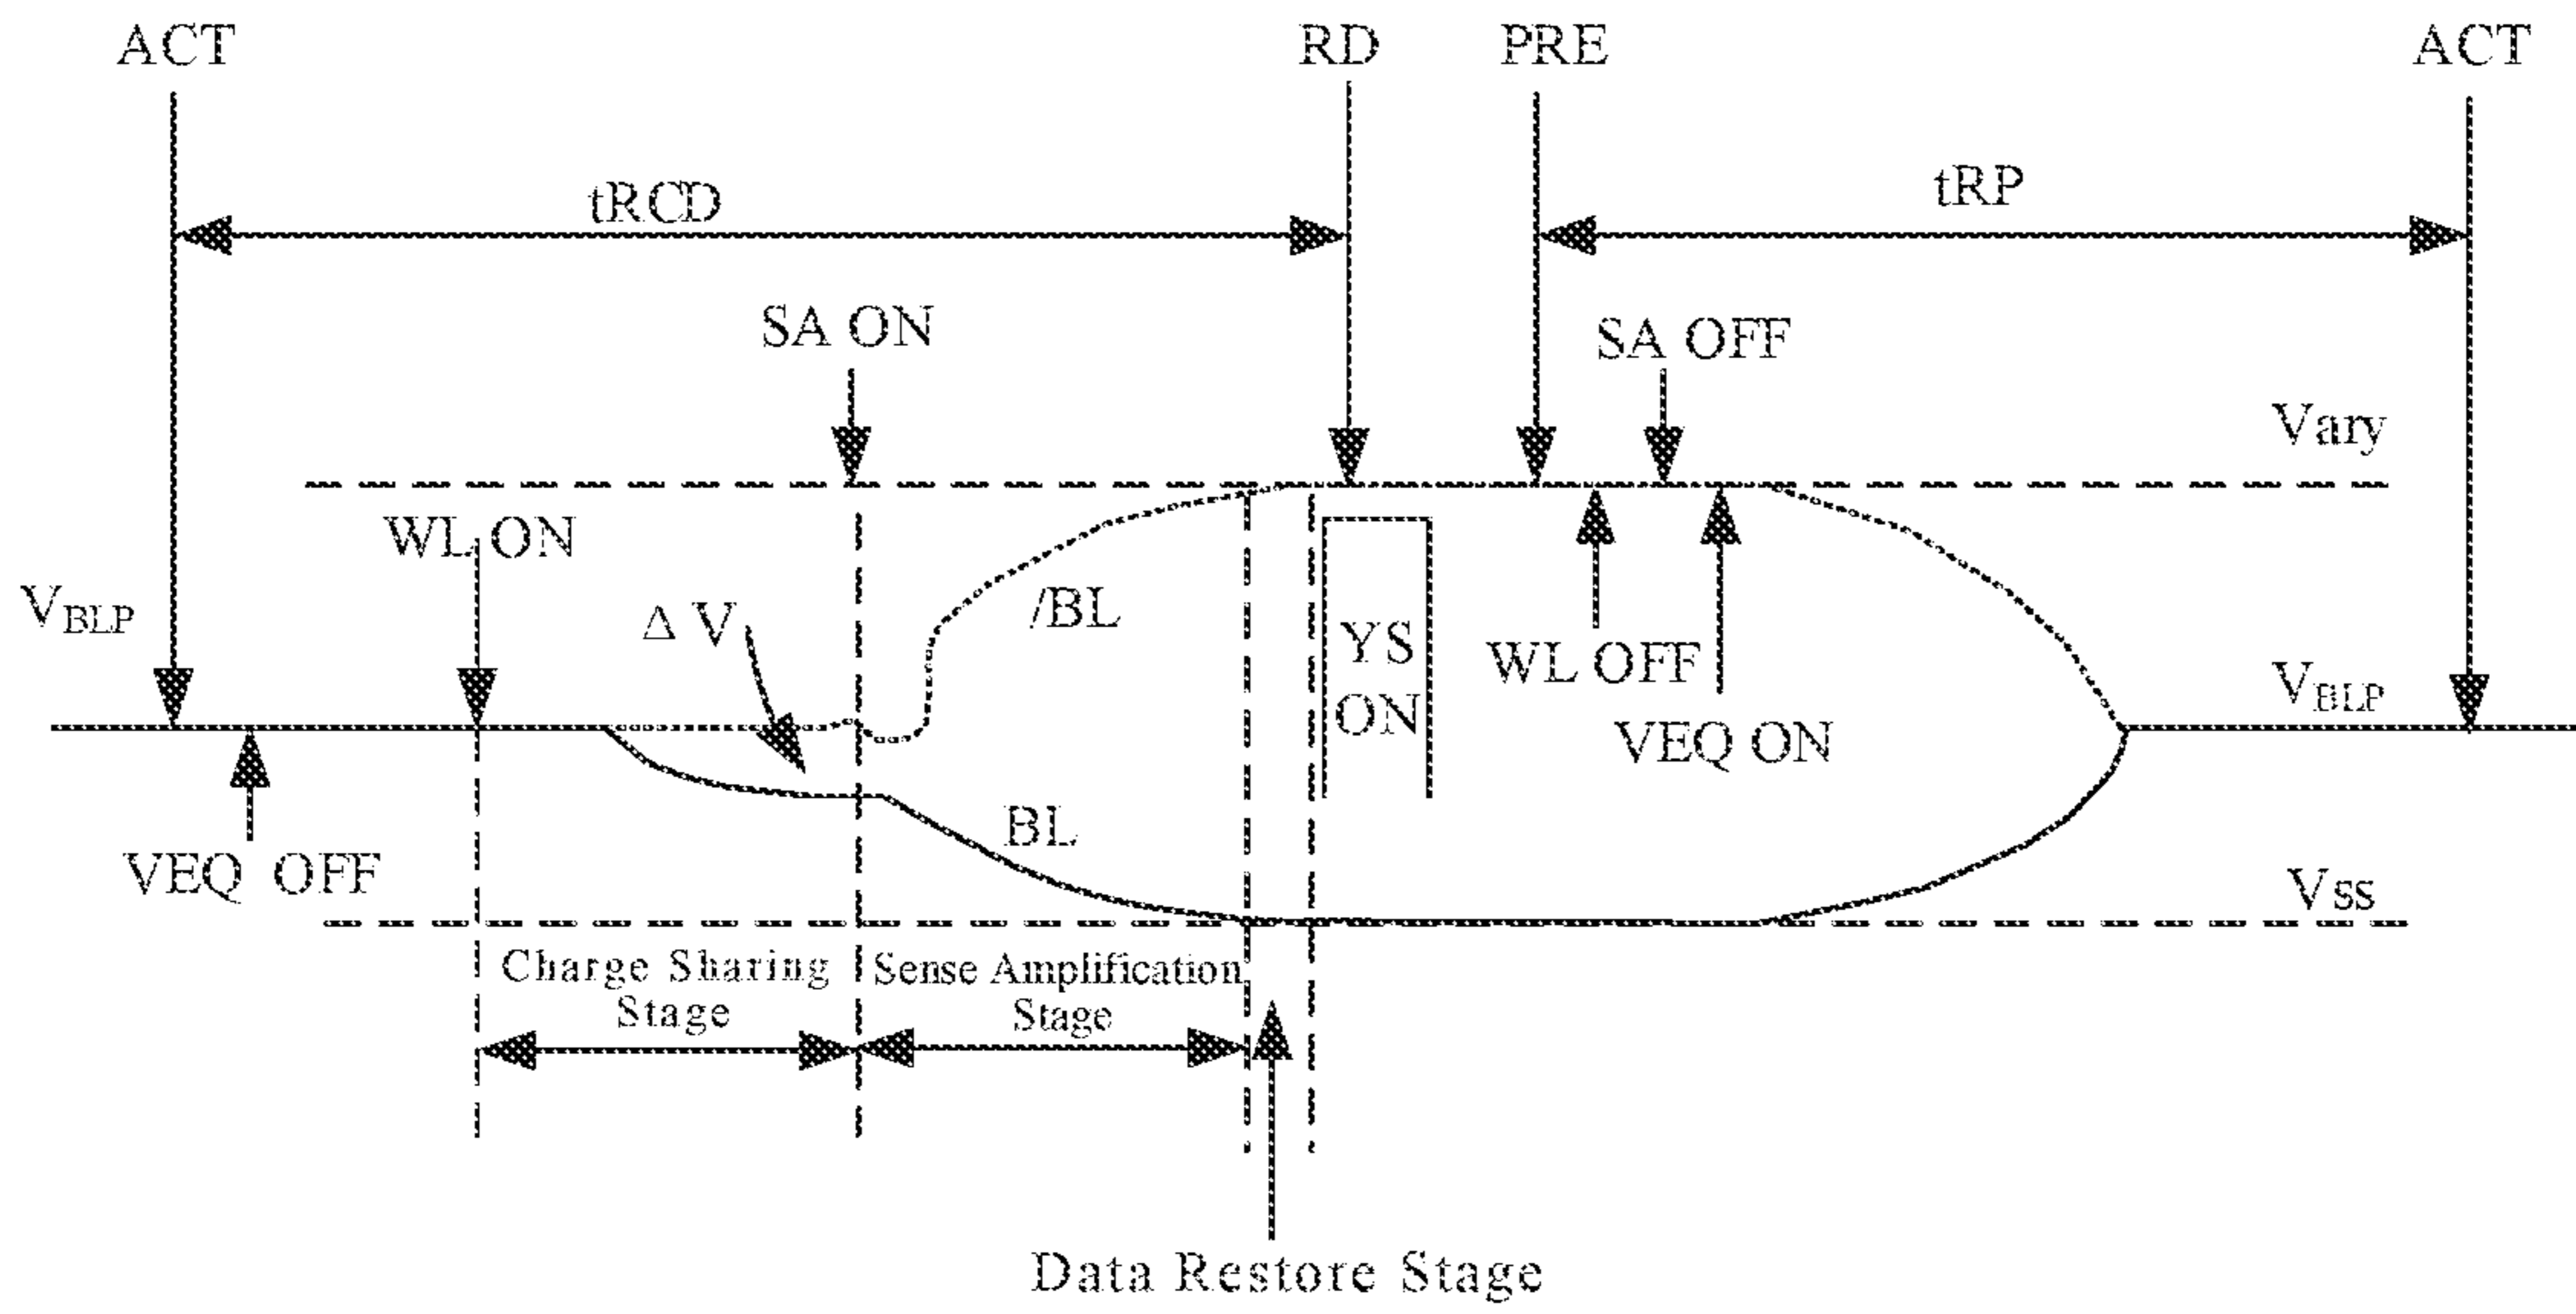 ACT
RD
PRE
ACT
tRCD
tRP
SA ON
SA OFF
Vary
WL ON
VBLP
ΔV
/BL
YS
ON
WL OFF
VBLP
VEQ ON
BL
VEQ OFF
Vss
Charge Sharing
Stage
Sense Amplification
Stage
Data Restore Stage